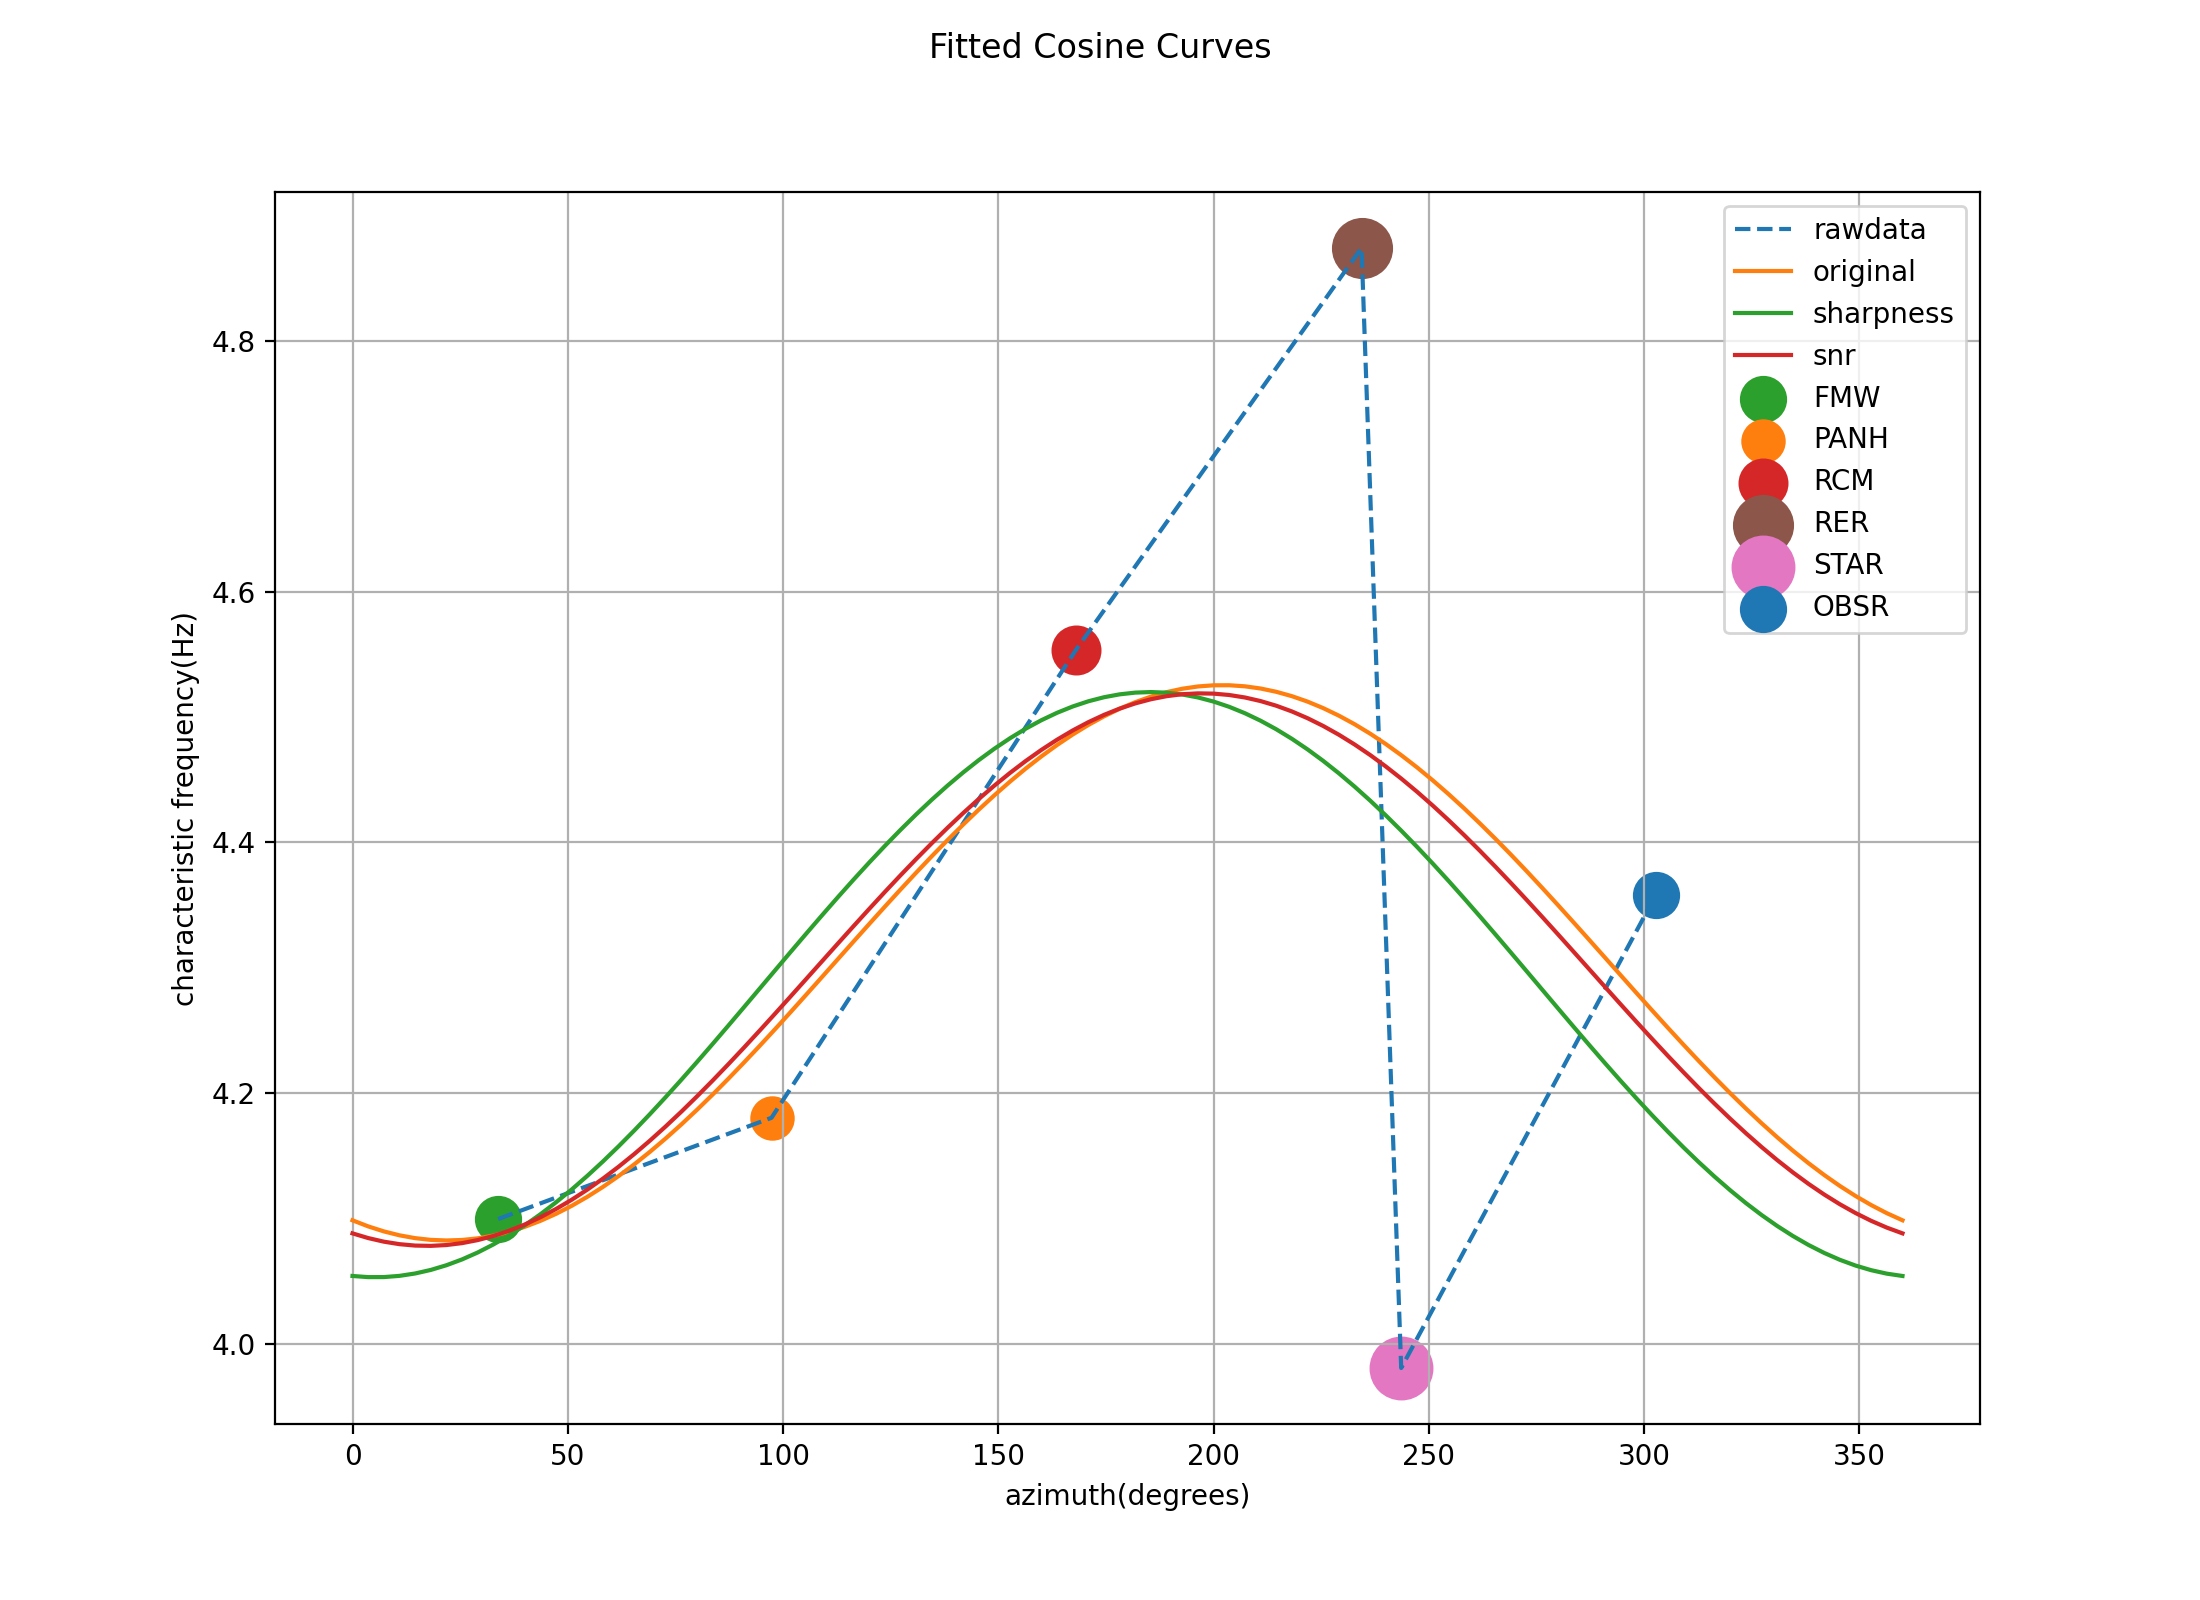 Fitted Cosine Curves
rawdata
original
sharpness
snr
FMW
PANH
RCM
RER
STAR
OBSR
characteristic frequency(Hz)
4.8
4.6
4.4
4.2
4.0
0 50 100 150 200 250 300 350
azimuth(degrees)